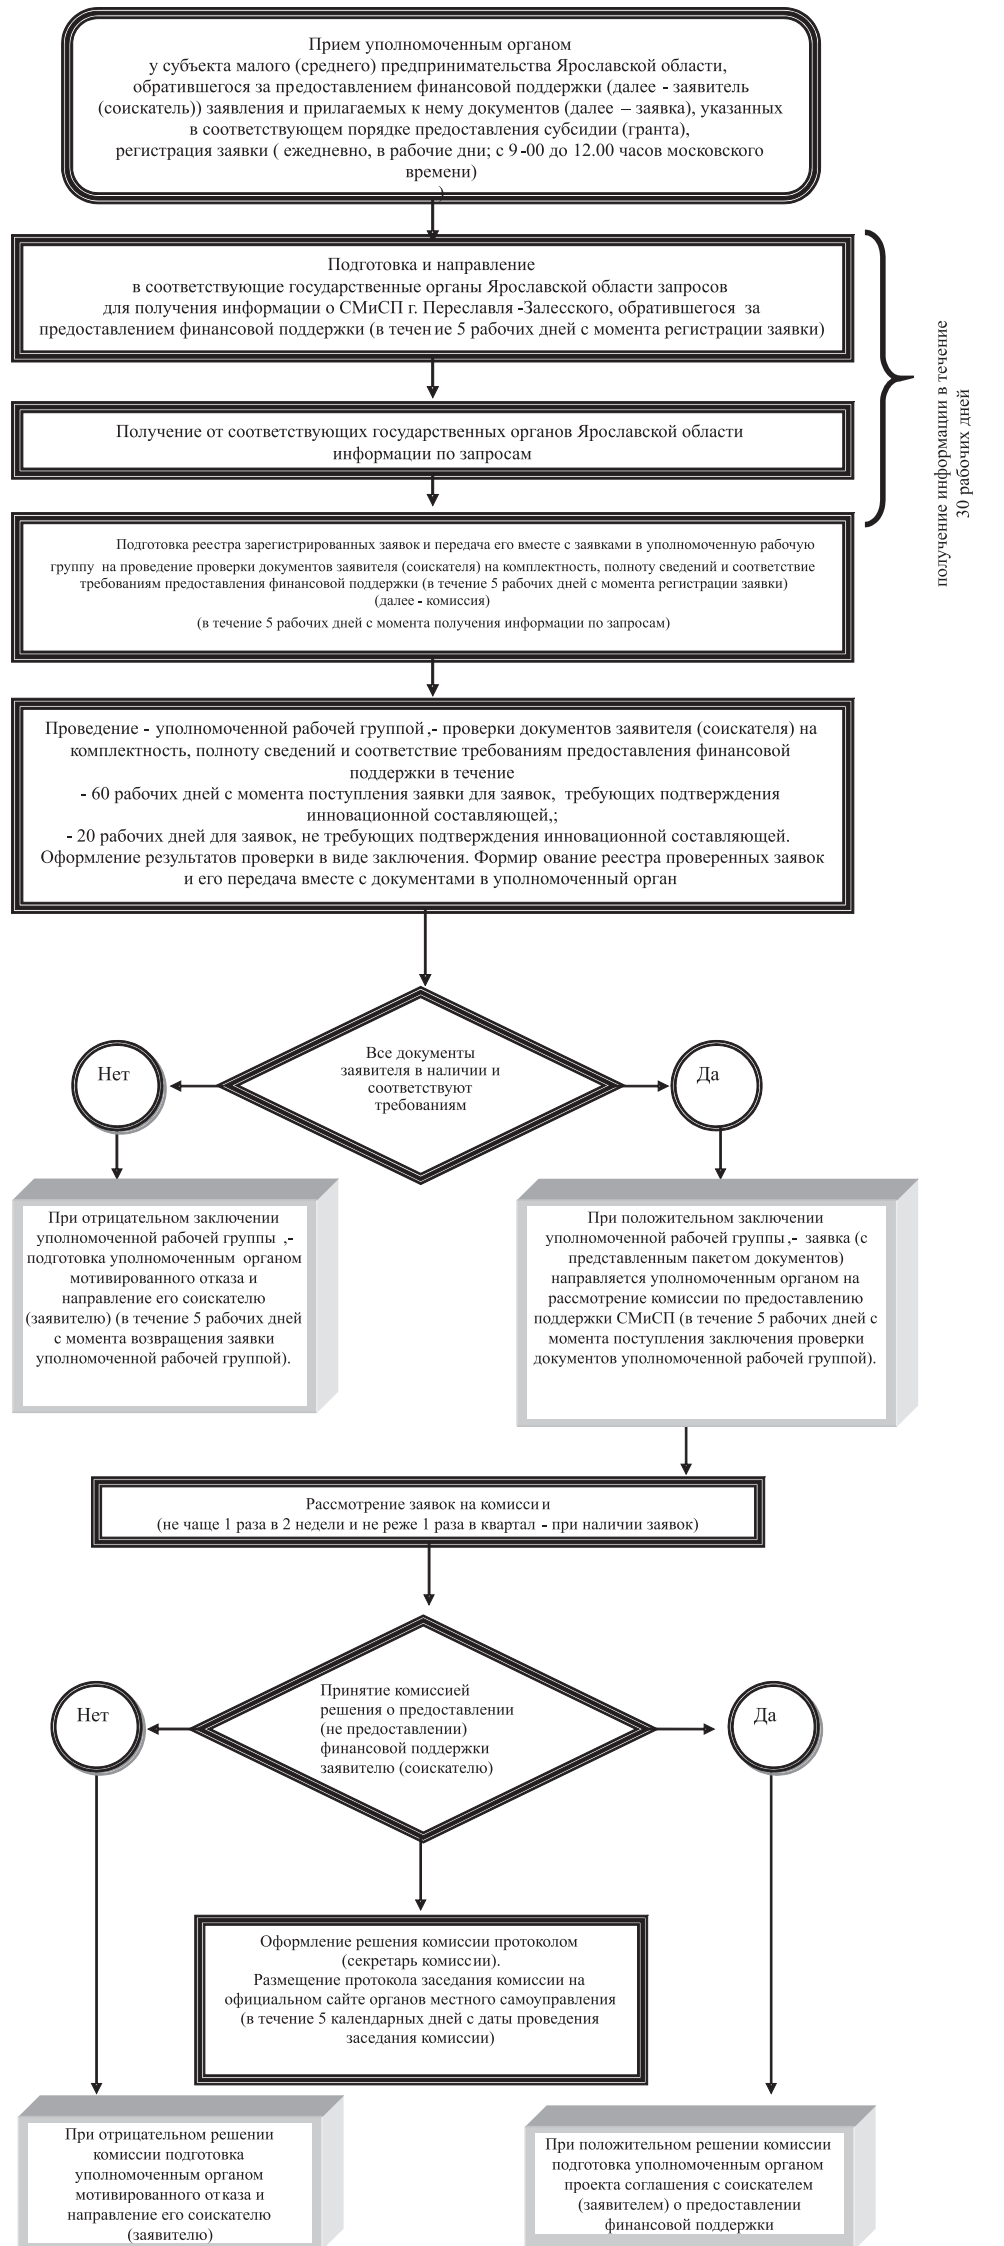 Прием уполномоченным органом
у субъекта малого (среднего) предпринимательства Ярославской области,
обратившегося за предоставлением финансовой поддержки (далее - заявитель
(соискатель)) заявления и прилагаемых к нему документов (далее – заявка), указанных
в соответствующем порядке предоставления субсидии (гранта),
регистрация заявки ( ежедневно, в рабочие дни; с 9-00 до 12.00 часов московского
времени)
)
Подготовка и направление
в соответствующие государственные органы Ярославской области запросов
для получения информации о СМиСП г. Переславля -Залесского, обратившегося за
предоставлением финансовой поддержки (в течение 5 рабочих дней с момента регистрации заявки)
получение информации в течение
30 рабочих дней
Получение от соответствующих государственных органов Ярославской области
информации по запросам
Подготовка реестра зарегистрированных заявок и передача его вместе с заявками в уполномоченную рабочую
группу на проведение проверки документов заявителя (соискателя) на комплектность, полноту сведений и соответствие
требованиям предоставления финансовой поддержки (в течение 5 рабочих дней с момента регистрации заявки)
(далее - комиссия)
(в течение 5 рабочих дней с момента получения информации по запросам)
Проведение - уполномоченной рабочей группой,- проверки документов заявителя (соискателя) на
комплектность, полноту сведений и соответствие требованиям предоставления финансовой
поддержки в течение
- 60 рабочих дней с момента поступления заявки для заявок, требующих подтверждения
инновационной составляющей,;
- 20 рабочих дней для заявок, не требующих подтверждения инновационной составляющей.
Оформление результатов проверки в виде заключения. Формир ование реестра проверенных заявок
и его передача вместе с документами в уполномоченный орган
Все документы
заявителя в наличии и
соответствуют
требованиям
Нет
Да
При отрицательном заключении
уполномоченной рабочей группы ,-
подготовка уполномоченным органом
мотивированного отказа и
направление его соискателю
(заявителю) (в течение 5 рабочих дней
с момента возвращения заявки
уполномоченной рабочей группой).
При положительном заключении
уполномоченной рабочей группы,- заявка (с
представленным пакетом документов)
направляется уполномоченным органом на
рассмотрение комиссии по предоставлению
поддержки СМиСП (в течение 5 рабочих дней с
момента поступления заключения проверки
документов уполномоченной рабочей группой).
Рассмотрение заявок на комиссии
(не чаще 1 раза в 2 недели и не реже 1 раза в квартал - при наличии заявок)
Принятие комиссией
решения о предоставлении
(не предоставлении)
финансовой поддержки
заявителю (соискателю)
Нет
Да
Оформление решения комиссии протоколом
(секретарь комиссии).
Размещение протокола заседания комиссии на
официальном сайте органов местного самоуправления
(в течение 5 календарных дней с даты проведения
заседания комиссии)
При отрицательном решении
комиссии подготовка
уполномоченным органом
мотивированного отказа и
направление его соискателю
(заявителю)
При положительном решении комиссии
подготовка уполномоченным органом
проекта соглашения с соискателем
(заявителем) о предоставлении
финансовой поддержки